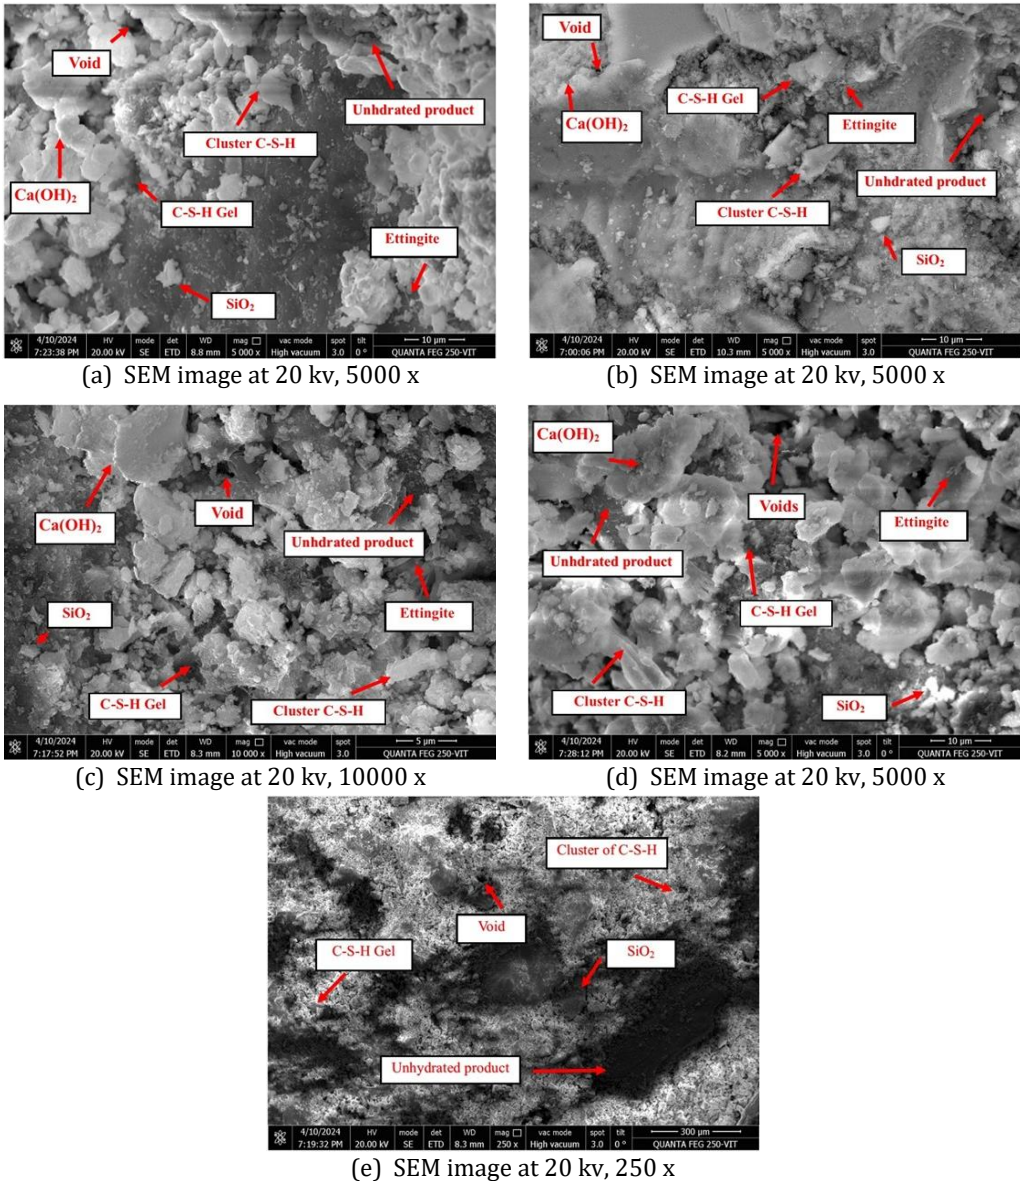 Void
Unhdrated product
Cluster C-S-H
Ca(OH)2
C-S-H Gel
Ettingite
SiO2
4/10/2024 HV mode det WD mag □ vac mode spot tilt 10 µm
7:23:38 PM 20.00 kV SE ETD 8.8 mm 5 000 x High vacuum 3.0 0 ° QUANTA FEG 250-VIT
(a) SEM image at 20 kv, 5000 x
Void
C-S-H Gel
Ca(OH)2
Ettingite
Unhdrated product
Cluster C-S-H
SiO2
4/10/2024 HV mode det WD mag □ vac mode spot tilt 10 µm
7:00:06 PM 20.00 kV SE ETD 10.3 mm 5 000 x High vacuum 3.0 0 ° QUANTA FEG 250-VIT
(b) SEM image at 20 kv, 5000 x
Void
Ca(OH)2
Unhdrated product
SiO2
Ettingite
C-S-H Gel
Cluster C-S-H
4/10/2024 HV mode det WD mag □ vac mode spot 5 µm
7:17:52 PM 20.00 kV SE ETD 8.3 mm 10 000 x High vacuum 3.0 QUANTA FEG 250-VIT
(c) SEM image at 20 kv, 10000 x
Ca(OH)2
Voids
Ettingite
Unhdrated product
C-S-H Gel
Cluster C-S-H
SiO2
4/10/2024 HV mode det WD mag □ vac mode spot tilt 10 µm
7:28:12 PM 20.00 kV SE ETD 8.2 mm 5 000 x High vacuum 3.0 0 ° QUANTA FEG 250-VIT
(d) SEM image at 20 kv, 5000 x
Cluster of C-S-H
Void
C-S-H Gel
SiO2
Unhydrated product
4/10/2024 HV mode det WD mag □ vac mode spot tilt 300 µm
7:19:32 PM 20.00 kV SE ETD 8.3 mm 250 x High vacuum 3.0 0 ° QUANTA FEG 250-VIT
(e) SEM image at 20 kv, 250 x